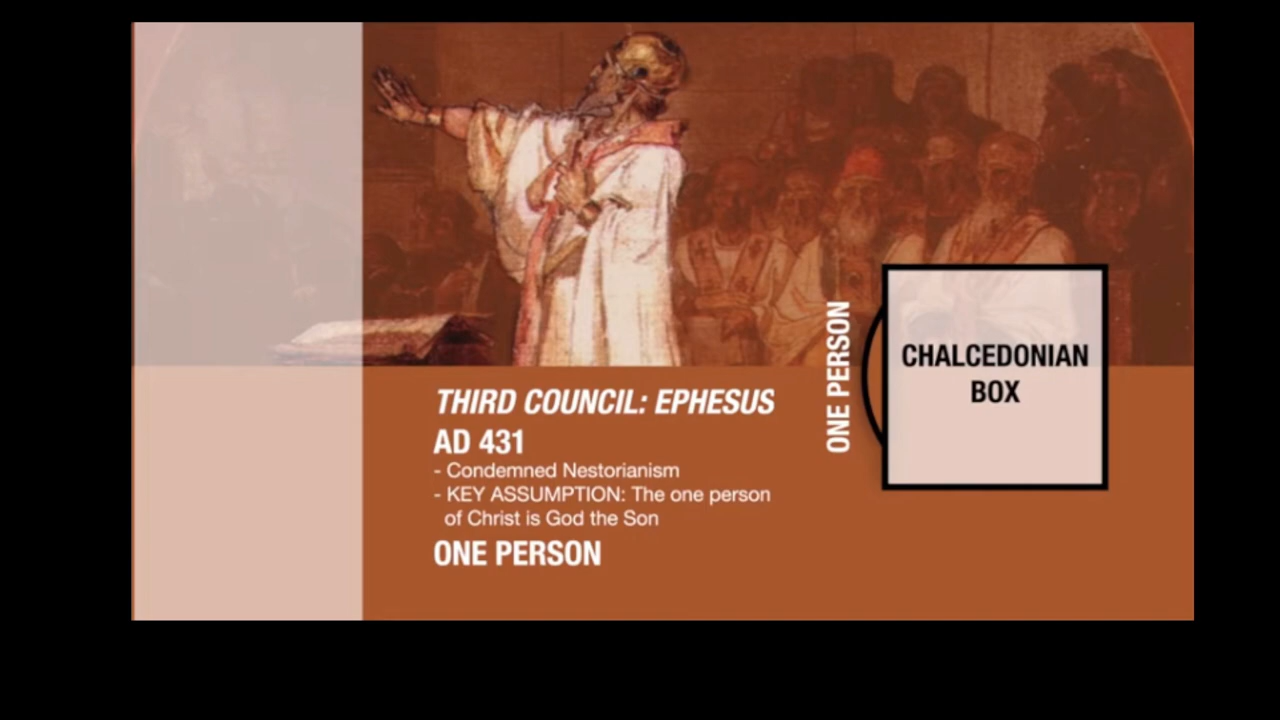 THIRD COUNCIL: EPHESUS
AD 431
- Condemned Nestorianism
- KEY ASSUMPTION: The one person
of Christ is God the Son
ONE PERSON
ONE PERSON
CHALCEDONIAN
BOX